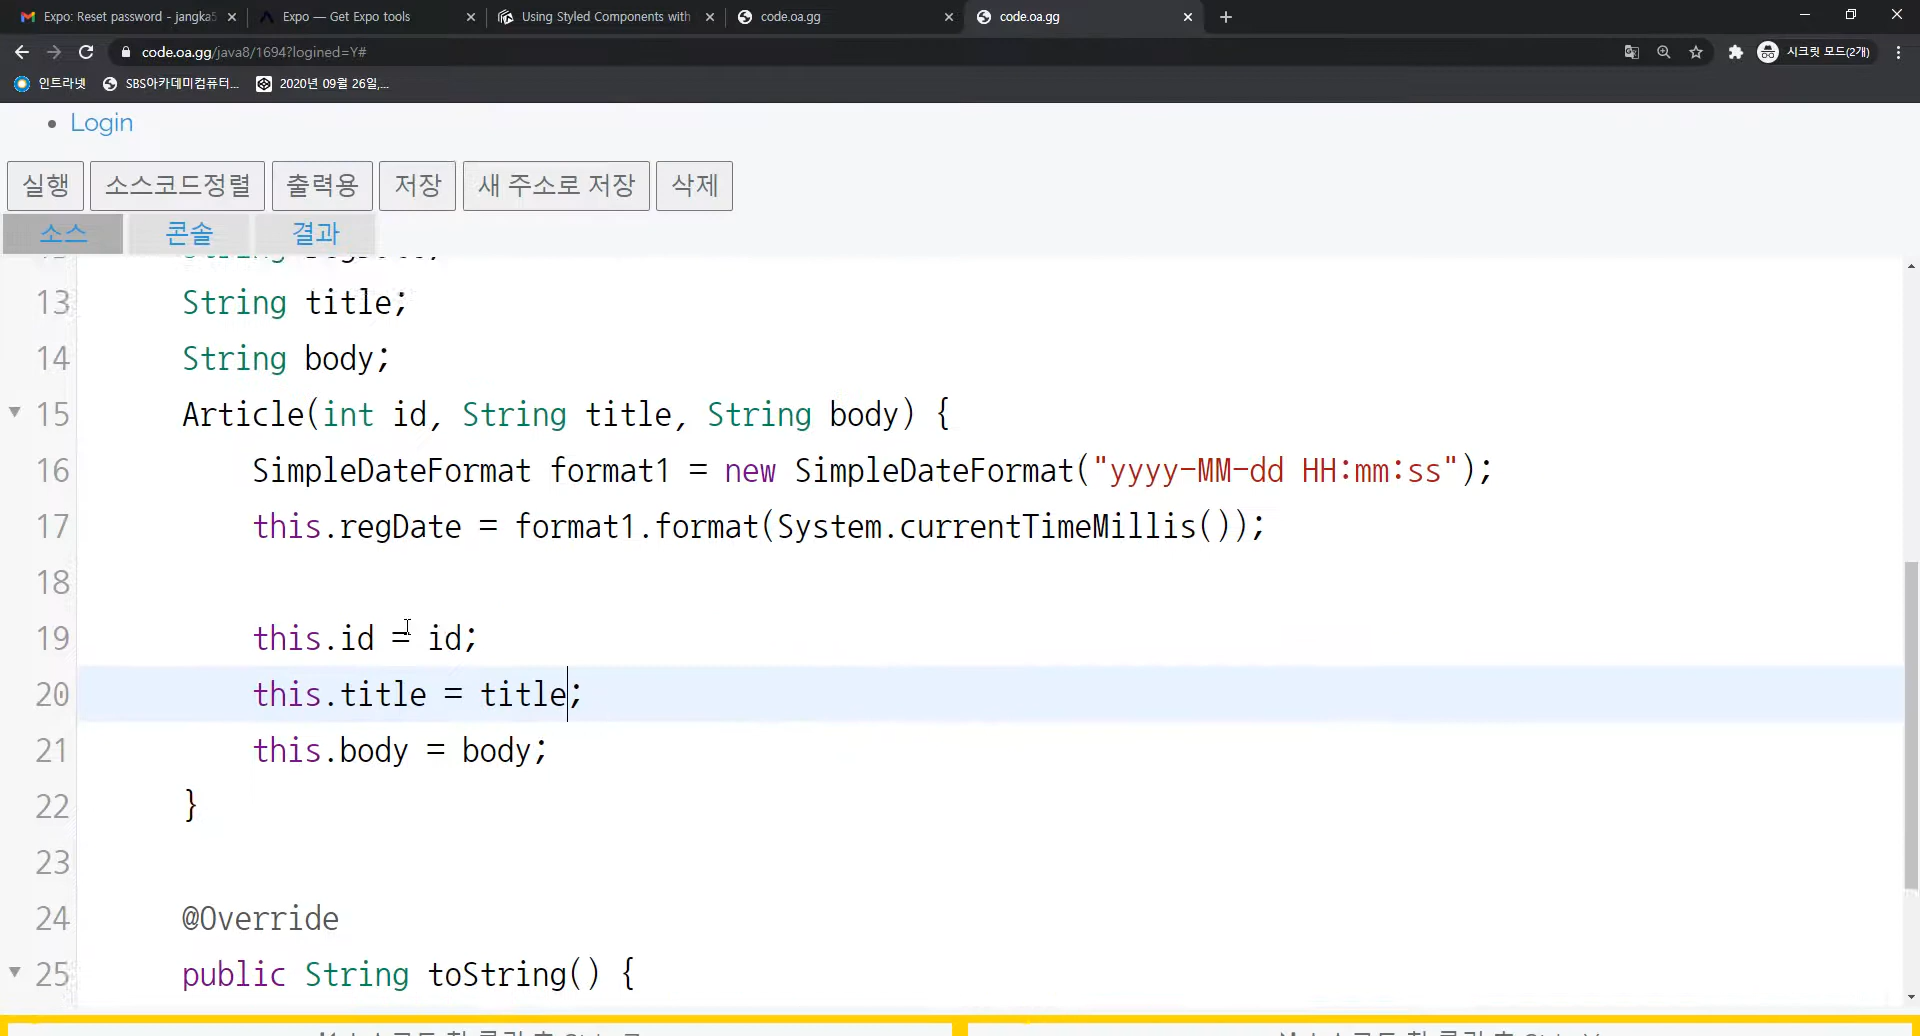 Expo: Reset password - jangka5
Expo — Get Expo tools
Using Styled Components with
code.oa.gg
code.oa.gg
code.oa.gg/java8/1694?logined=Y#
시크릿 모드(2개)
인트라넷
SBS아카데미컴퓨터...
2020년 09월 26일,...
Login
실행
소스코드정렬
출력용
저장
새 주소로 저장
삭제
소스
콘솔
결과
13 String title;
14 String body;
15 Article(int id, String title, String body) {
16 SimpleDateFormat format1 = new SimpleDateFormat("yyyy-MM-dd HH:mm:ss");
17 this.regDate = format1.format(System.currentTimeMillis());
18
19 this.id = id;
20 this.title = title;
21 this.body = body;
22 }
23
24 @Override
25 public String toString() {